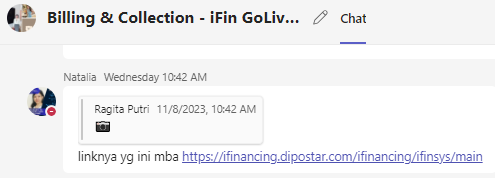 Billing & Collection - iFin GoLiv... Chat
Natalia Wednesday 10:42 AM
Ragita Putri 11/8/2023, 10:42 AM
linknya yg ini mba https://ifinancing.dipostar.com/ifinancing/ifinsys/main